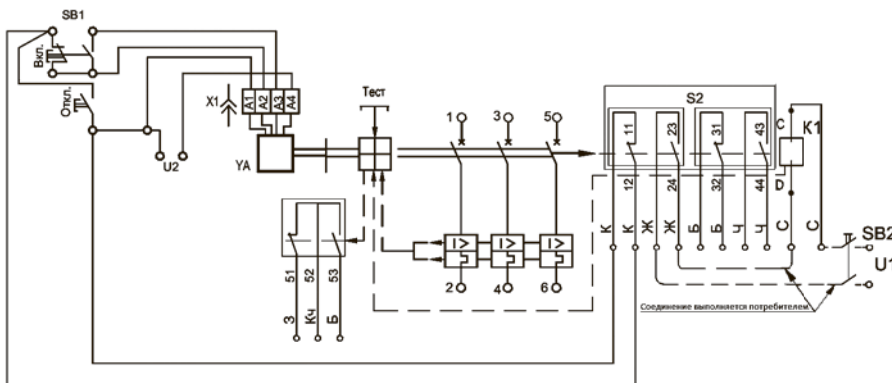 SB1
Вкл.
Откл.
X1
A1 A2 A3 A4
U2
YA
Тест
1 3 5
2 4 6
51 52 53
З Кч Б
S2
11 23 31 43
12 24 32 44
C
K1
D
К К Ж Ж Б Б Ч Ч С С
SB2
U1
Соединение выполняется потребителем
I> I> I>